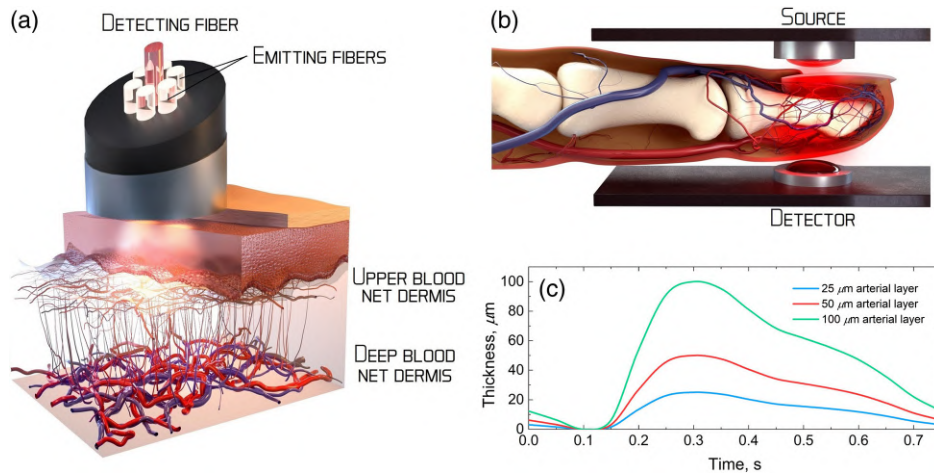 (a)
DETECTING FIBER
EMITTING FIBERS
UPPER BLOOD
NET DERMIS
DEEP BLOOD
NET DERMIS
(b)
SOURCE
DETECTOR
(c)
25 μm arterial layer
50 μm arterial layer
100 μm arterial layer
Thickness, μm
100
80
60
40
20
0
0.0 0.1 0.2 0.3 0.4 0.5 0.6 0.7
Time, s